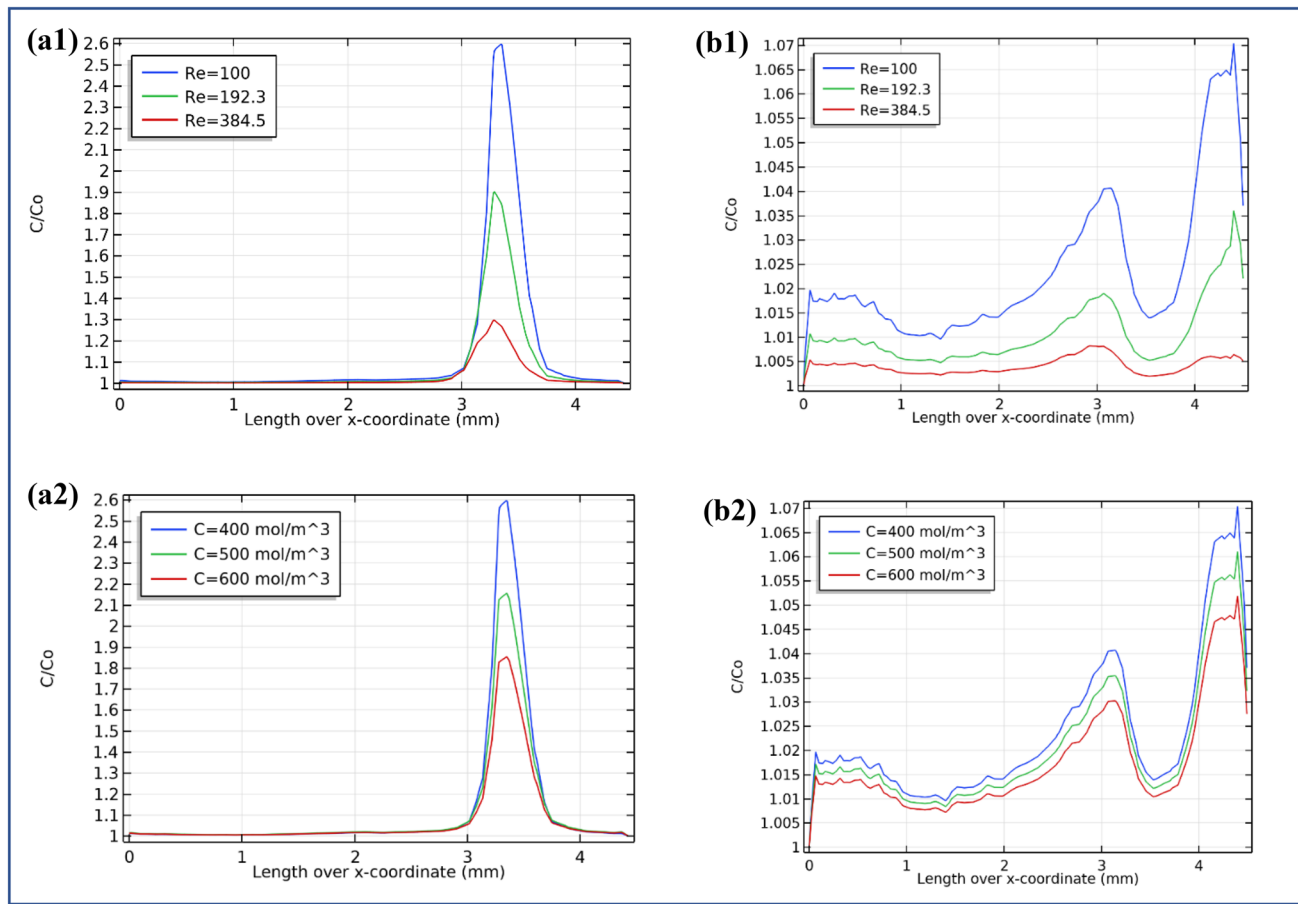 (a1)
2.6
2.5
2.4
2.3
2.2
2.1
2
1.9
1.8
1.7
1.6
1.5
1.4
1.3
1.2
1.1
1
C/Co
Re=100
Re=192.3
Re=384.5
0 1 2 3 4
Length over x-coordinate (mm)
(b1)
1.07
1.065
1.06
1.055
1.05
1.045
1.04
1.035
1.03
1.025
1.02
1.015
1.01
1.005
1
C/Co
Re=100
Re=192.3
Re=384.5
0 1 2 3 4
Length over x-coordinate (mm)
(a2)
2.6
2.5
2.4
2.3
2.2
2.1
2
1.9
1.8
1.7
1.6
1.5
1.4
1.3
1.2
1.1
1
C/Co
C=400 mol/m^3
C=500 mol/m^3
C=600 mol/m^3
0 1 2 3 4
Length over x-coordinate (mm)
(b2)
1.07
1.065
1.06
1.055
1.05
1.045
1.04
1.035
1.03
1.025
1.02
1.015
1.01
1.005
1
C/Co
C=400 mol/m^3
C=500 mol/m^3
C=600 mol/m^3
0 1 2 3 4
Length over x-coordinate (mm)